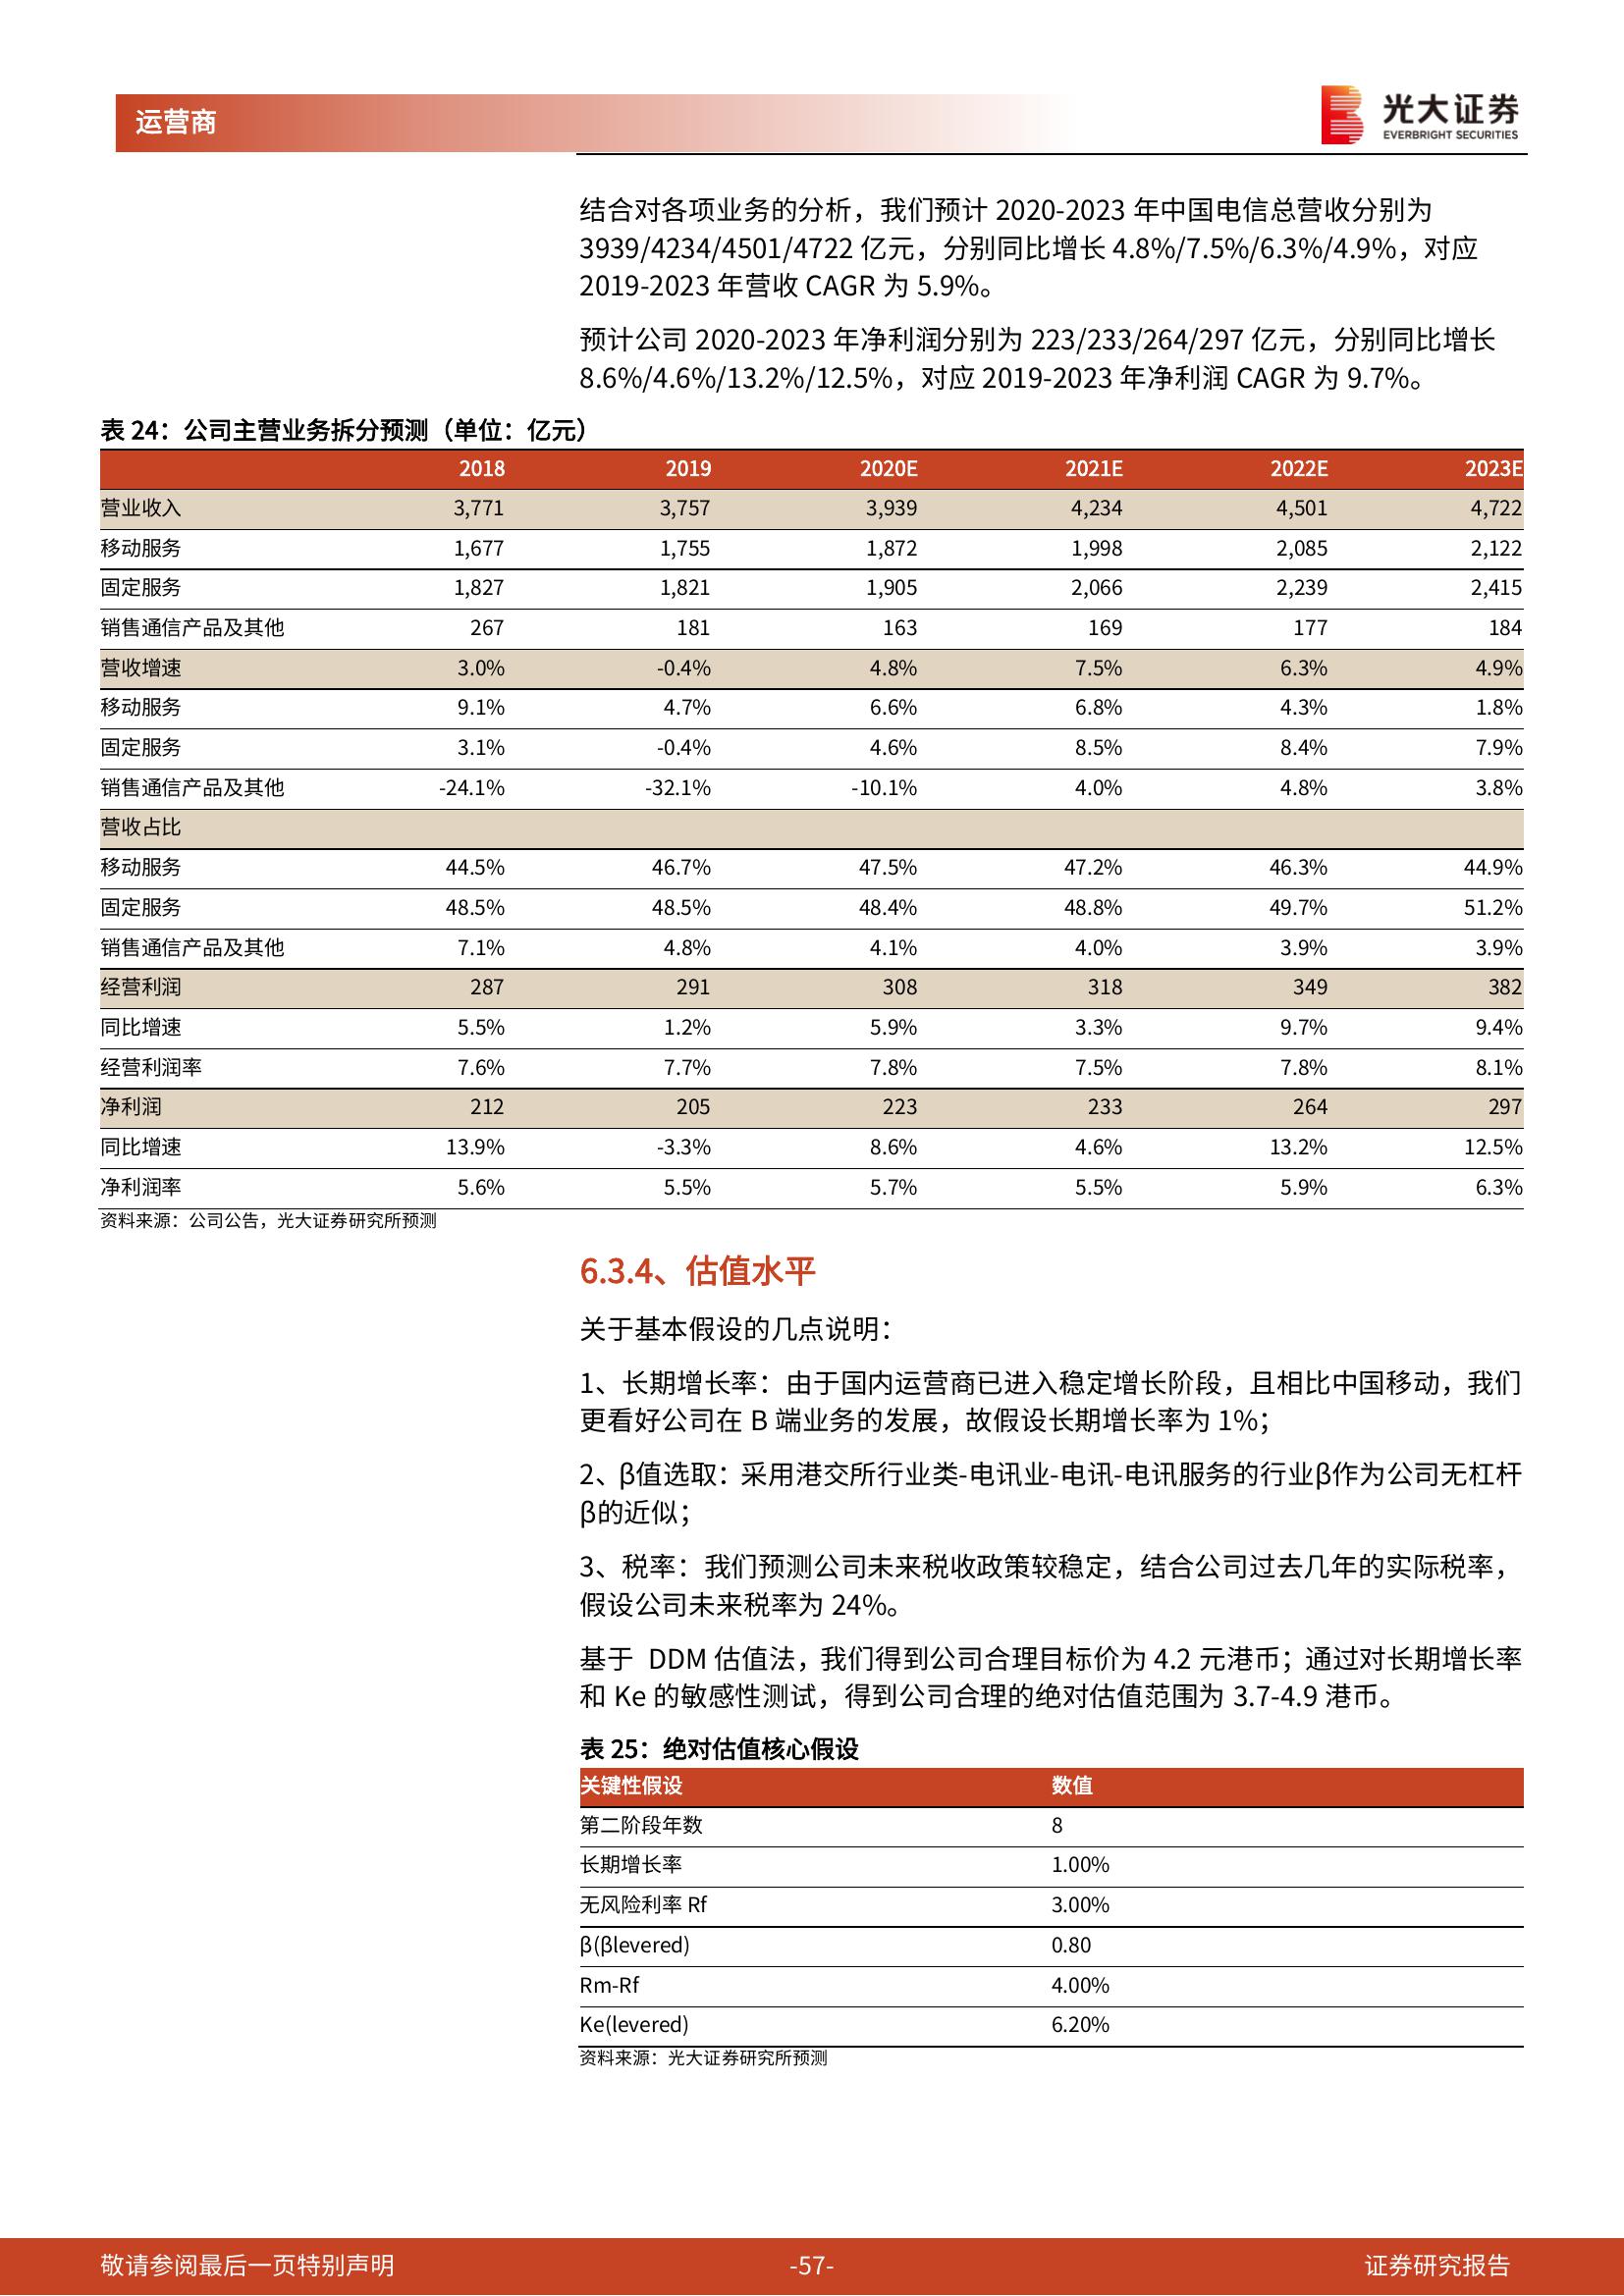 运营商
光大证券
EVERBRIGHT SECURITIES
结合对各项业务的分析，我们预计 2020-2023 年中国电信总营收分别为
3939/4234/4501/4722 亿元，分别同比增长 4.8%/7.5%/6.3%/4.9%，对应
2019-2023 年营收 CAGR 为 5.9%。
预计公司 2020-2023 年净利润分别为 223/233/264/297 亿元，分别同比增长
8.6%/4.6%/13.2%/12.5%，对应 2019-2023 年净利润 CAGR 为 9.7%。
表 24：公司主营业务拆分预测（单位：亿元）
2018 2019 2020E 2021E 2022E 2023E
营业收入 3,771 3,757 3,939 4,234 4,501 4,722
移动服务 1,677 1,755 1,872 1,998 2,085 2,122
固定服务 1,827 1,821 1,905 2,066 2,239 2,415
销售通信产品及其他 267 181 163 169 177 184
营收增速 3.0% -0.4% 4.8% 7.5% 6.3% 4.9%
移动服务 9.1% 4.7% 6.6% 6.8% 4.3% 1.8%
固定服务 3.1% -0.4% 4.6% 8.5% 8.4% 7.9%
销售通信产品及其他 -24.1% -32.1% -10.1% 4.0% 4.8% 3.8%
营收占比
移动服务 44.5% 46.7% 47.5% 47.2% 46.3% 44.9%
固定服务 48.5% 48.5% 48.4% 48.8% 49.7% 51.2%
销售通信产品及其他 7.1% 4.8% 4.1% 4.0% 3.9% 3.9%
经营利润 287 291 308 318 349 382
同比增速 5.5% 1.2% 5.9% 3.3% 9.7% 9.4%
经营利润率 7.6% 7.7% 7.8% 7.5% 7.8% 8.1%
净利润 212 205 223 233 264 297
同比增速 13.9% -3.3% 8.6% 4.6% 13.2% 12.5%
净利润率 5.6% 5.5% 5.7% 5.5% 5.9% 6.3%
资料来源：公司公告，光大证券研究所预测
6.3.4、估值水平
关于基本假设的几点说明：
1、长期增长率：由于国内运营商已进入稳定增长阶段，且相比中国移动，我们
更看好公司在 B 端业务的发展，故假设长期增长率为 1%；
2、β值选取：采用港交所行业类-电讯业-电讯-电讯服务的行业β作为公司无杠杆
β的近似；
3、税率：我们预测公司未来税收政策较稳定，结合公司过去几年的实际税率，
假设公司未来税率为 24%。
基于 DDM 估值法，我们得到公司合理目标价为 4.2 元港币；通过对长期增长率
和 Ke 的敏感性测试，得到公司合理的绝对估值范围为 3.7-4.9 港币。
表 25：绝对估值核心假设
关键性假设 数值
第二阶段年数 8
长期增长率 1.00%
无风险利率 Rf 3.00%
β(βlevered) 0.80
Rm-Rf 4.00%
Ke(levered) 6.20%
资料来源：光大证券研究所预测
敬请参阅最后一页特别声明 -57- 证券研究报告